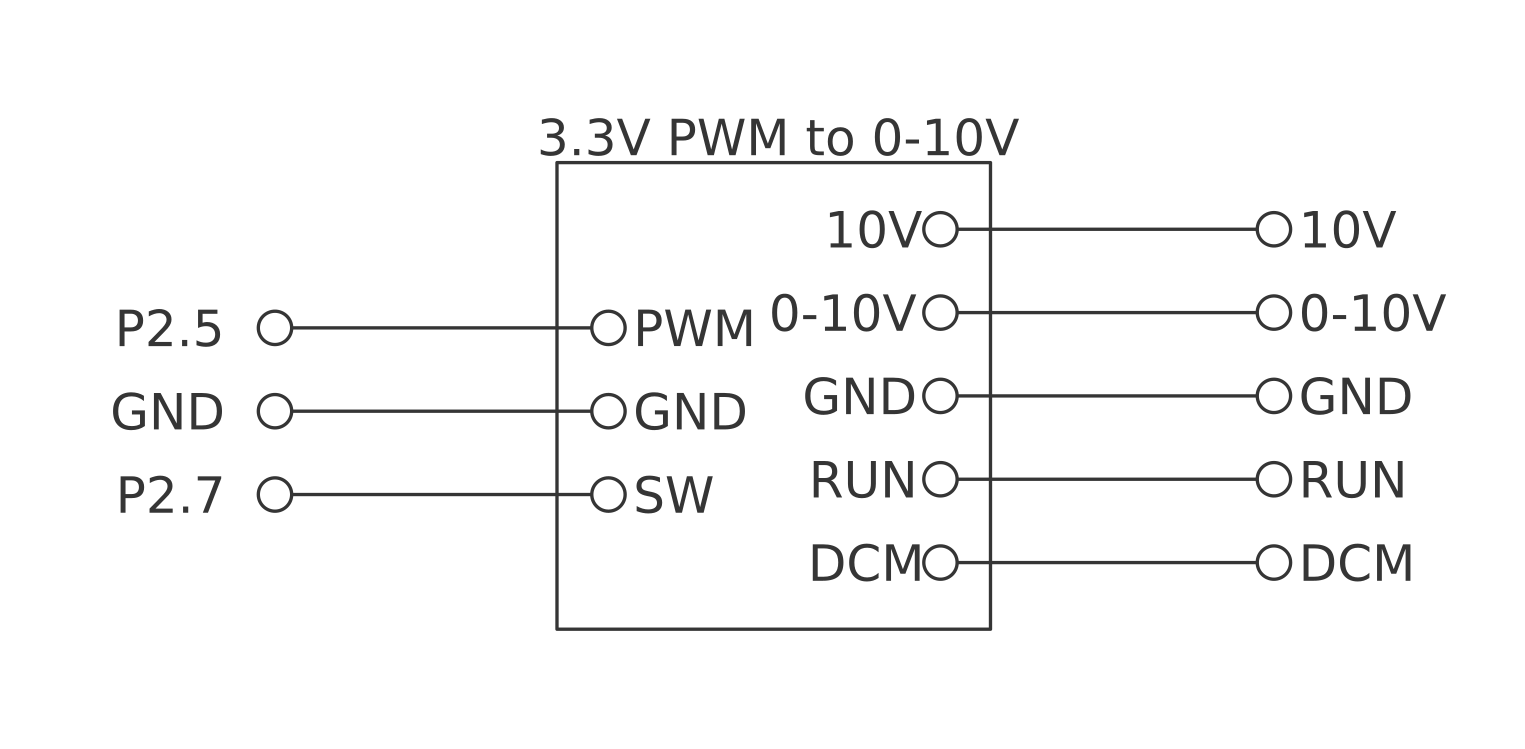 3.3V PWM to 0-10V
10V 10V
0-10V 0-10V
P2.5 PWM
GND GND
GND GND
RUN RUN
P2.7 SW
DCM DCM